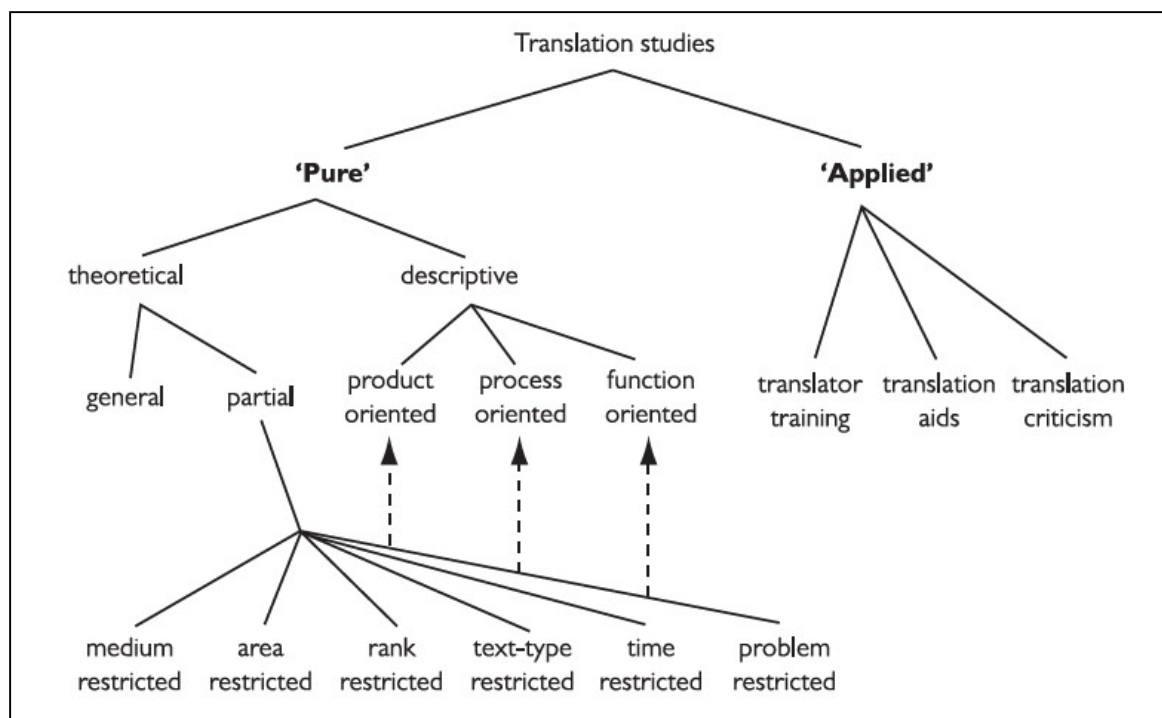 Translation studies
‘Pure’
‘Applied’
theoretical
descriptive
general
partial
product
oriented
process
oriented
function
oriented
translator
training
translation
aids
translation
criticism
medium
restricted
area
restricted
rank
restricted
text-type
restricted
time
restricted
problem
restricted